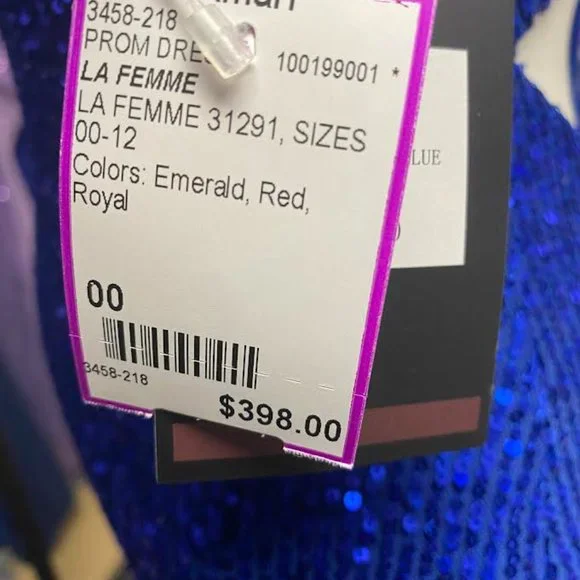 3458-218
PROM DRE
100199001 *
LA FEMME
LA FEMME 31291, SIZES
00-12
Colors: Emerald, Red,
Royal
00
3458-218
$398.00
LUE